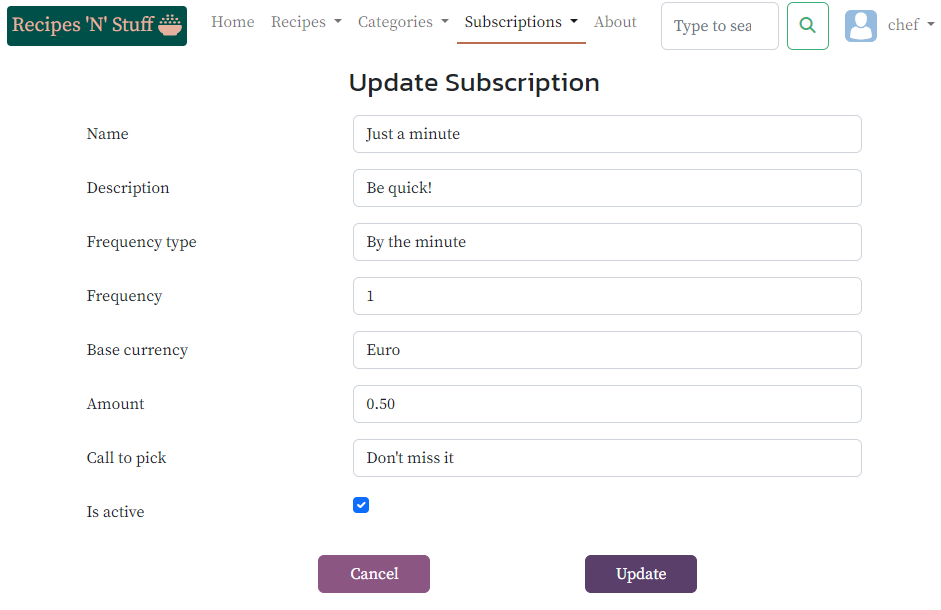 Recipes 'N' Stuff Home Recipes Categories Subscriptions About Type to sea chef
Update Subscription
Name Just a minute
Description Be quick!
Frequency type By the minute
Frequency 1
Base currency Euro
Amount 0.50
Call to pick Don't miss it
Is active
Cancel Update